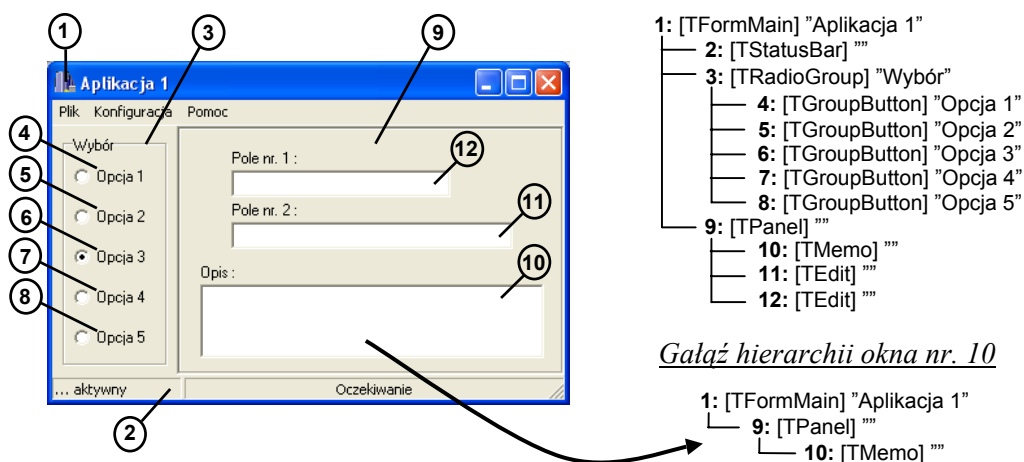 1
3
9
Aplikacja 1
Plik Konfiguracja Pomoc
4
5
6
7
8
Wybór
Opcja 1
Opcja 2
Opcja 3
Opcja 4
Opcja 5
Pole nr. 1 :
12
Pole nr. 2 :
11
Opis :
10
... aktywny
Oczekiwanie
2
1: [TFormMain] "Aplikacja 1"
2: [TStatusBar] ""
3: [TRadioGroup] "Wybór"
4: [TGroupButton] "Opcja 1"
5: [TGroupButton] "Opcja 2"
6: [TGroupButton] "Opcja 3"
7: [TGroupButton] "Opcja 4"
8: [TGroupButton] "Opcja 5"
9: [TPanel] ""
10: [TMemo] ""
11: [TEdit] ""
12: [TEdit] ""
Gałąź hierarchii okna nr. 10
1: [TFormMain] "Aplikacja 1"
9: [TPanel] ""
10: [TMemo] ""